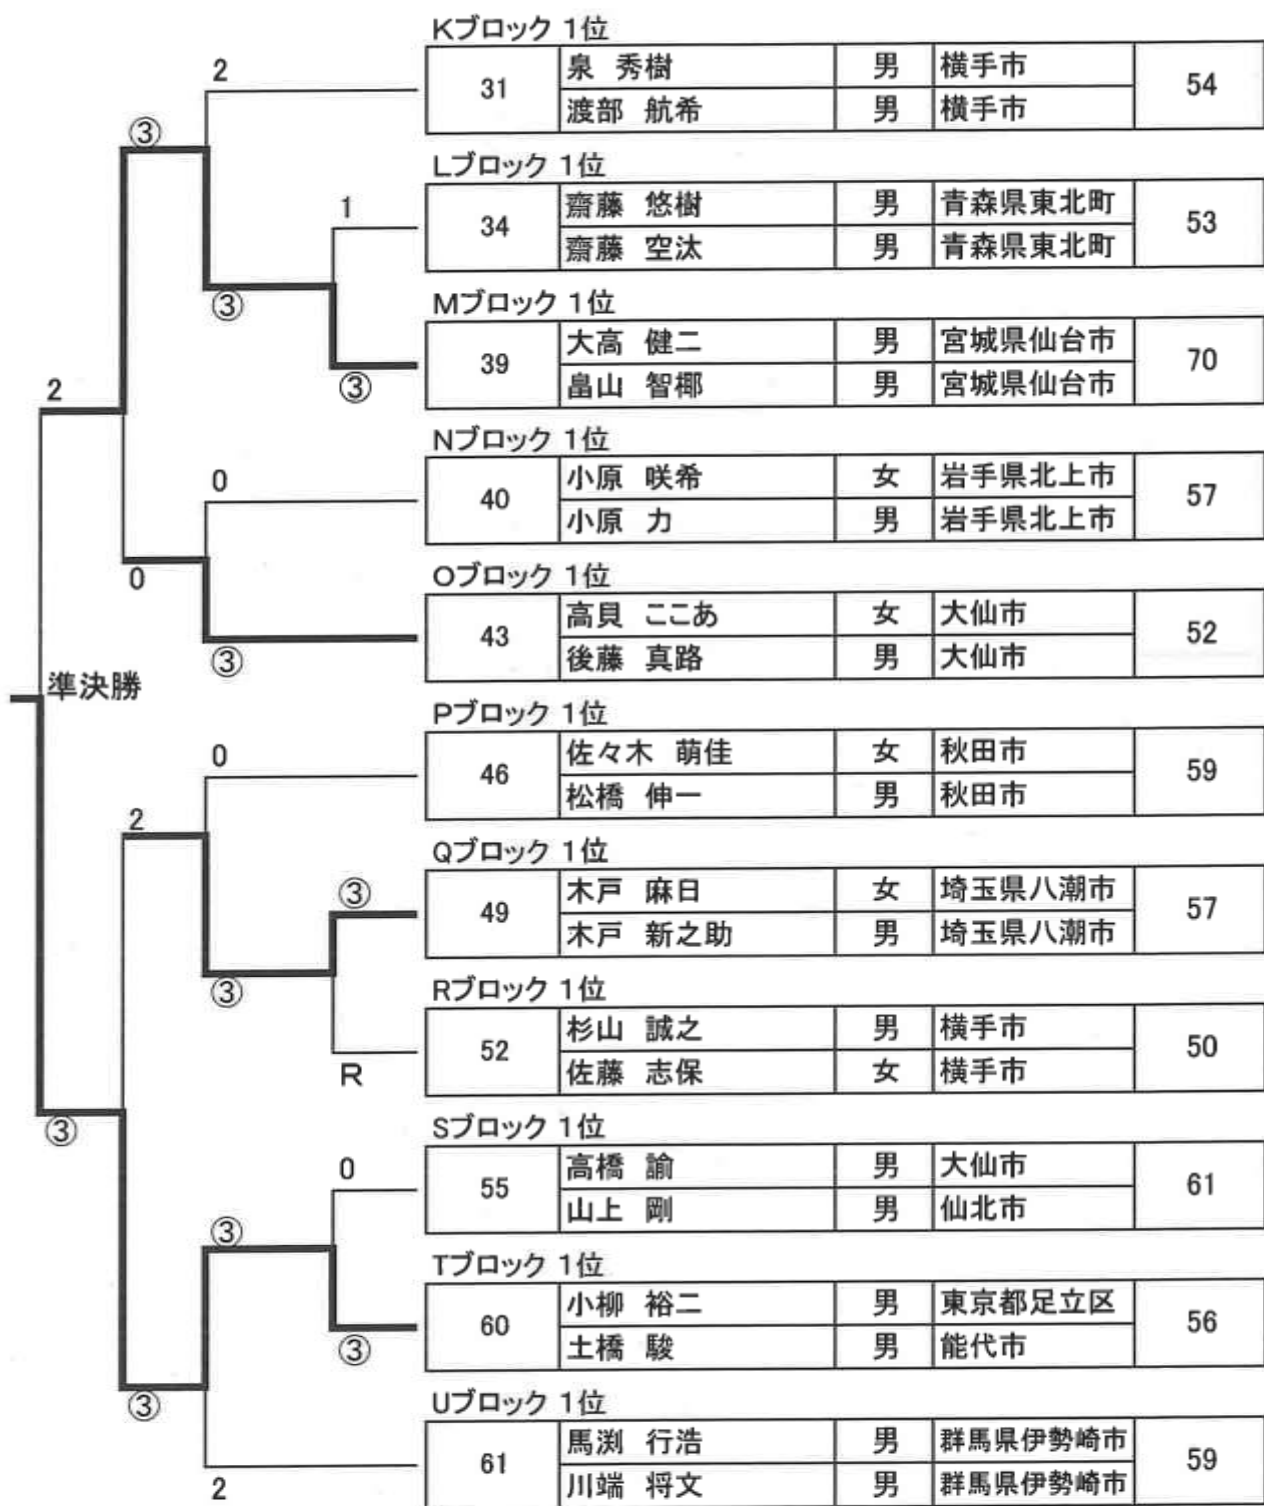 Kブロック 1位
2
31 泉 秀樹 男 横手市 54
渡部 航希 男 横手市
③
Lブロック 1位
1
34 齋藤 悠樹 男 青森県東北町 53
齋藤 空汰 男 青森県東北町
③
Mブロック 1位
39 大高 健二 男 宮城県仙台市 70
畠山 智椰 男 宮城県仙台市
③
2
Nブロック 1位
0
40 小原 咲希 女 岩手県北上市 57
小原 力 男 岩手県北上市
0
Oブロック 1位
43 高貝 ここあ 女 大仙市 52
後藤 真路 男 大仙市
③
準決勝
Pブロック 1位
0
46 佐々木 萌佳 女 秋田市 59
松橋 伸一 男 秋田市
2
Qブロック 1位
③
49 木戸 麻日 女 埼玉県八潮市 57
木戸 新之助 男 埼玉県八潮市
③
Rブロック 1位
52 杉山 誠之 男 横手市 50
佐藤 志保 女 横手市
R
③
Sブロック 1位
0
55 高橋 諭 男 大仙市 61
山上 剛 男 仙北市
③
Tブロック 1位
60 小柳 裕二 男 東京都足立区 56
土橋 駿 男 能代市
③
③
Uブロック 1位
61 馬渕 行浩 男 群馬県伊勢崎市 59
川端 将文 男 群馬県伊勢崎市
2